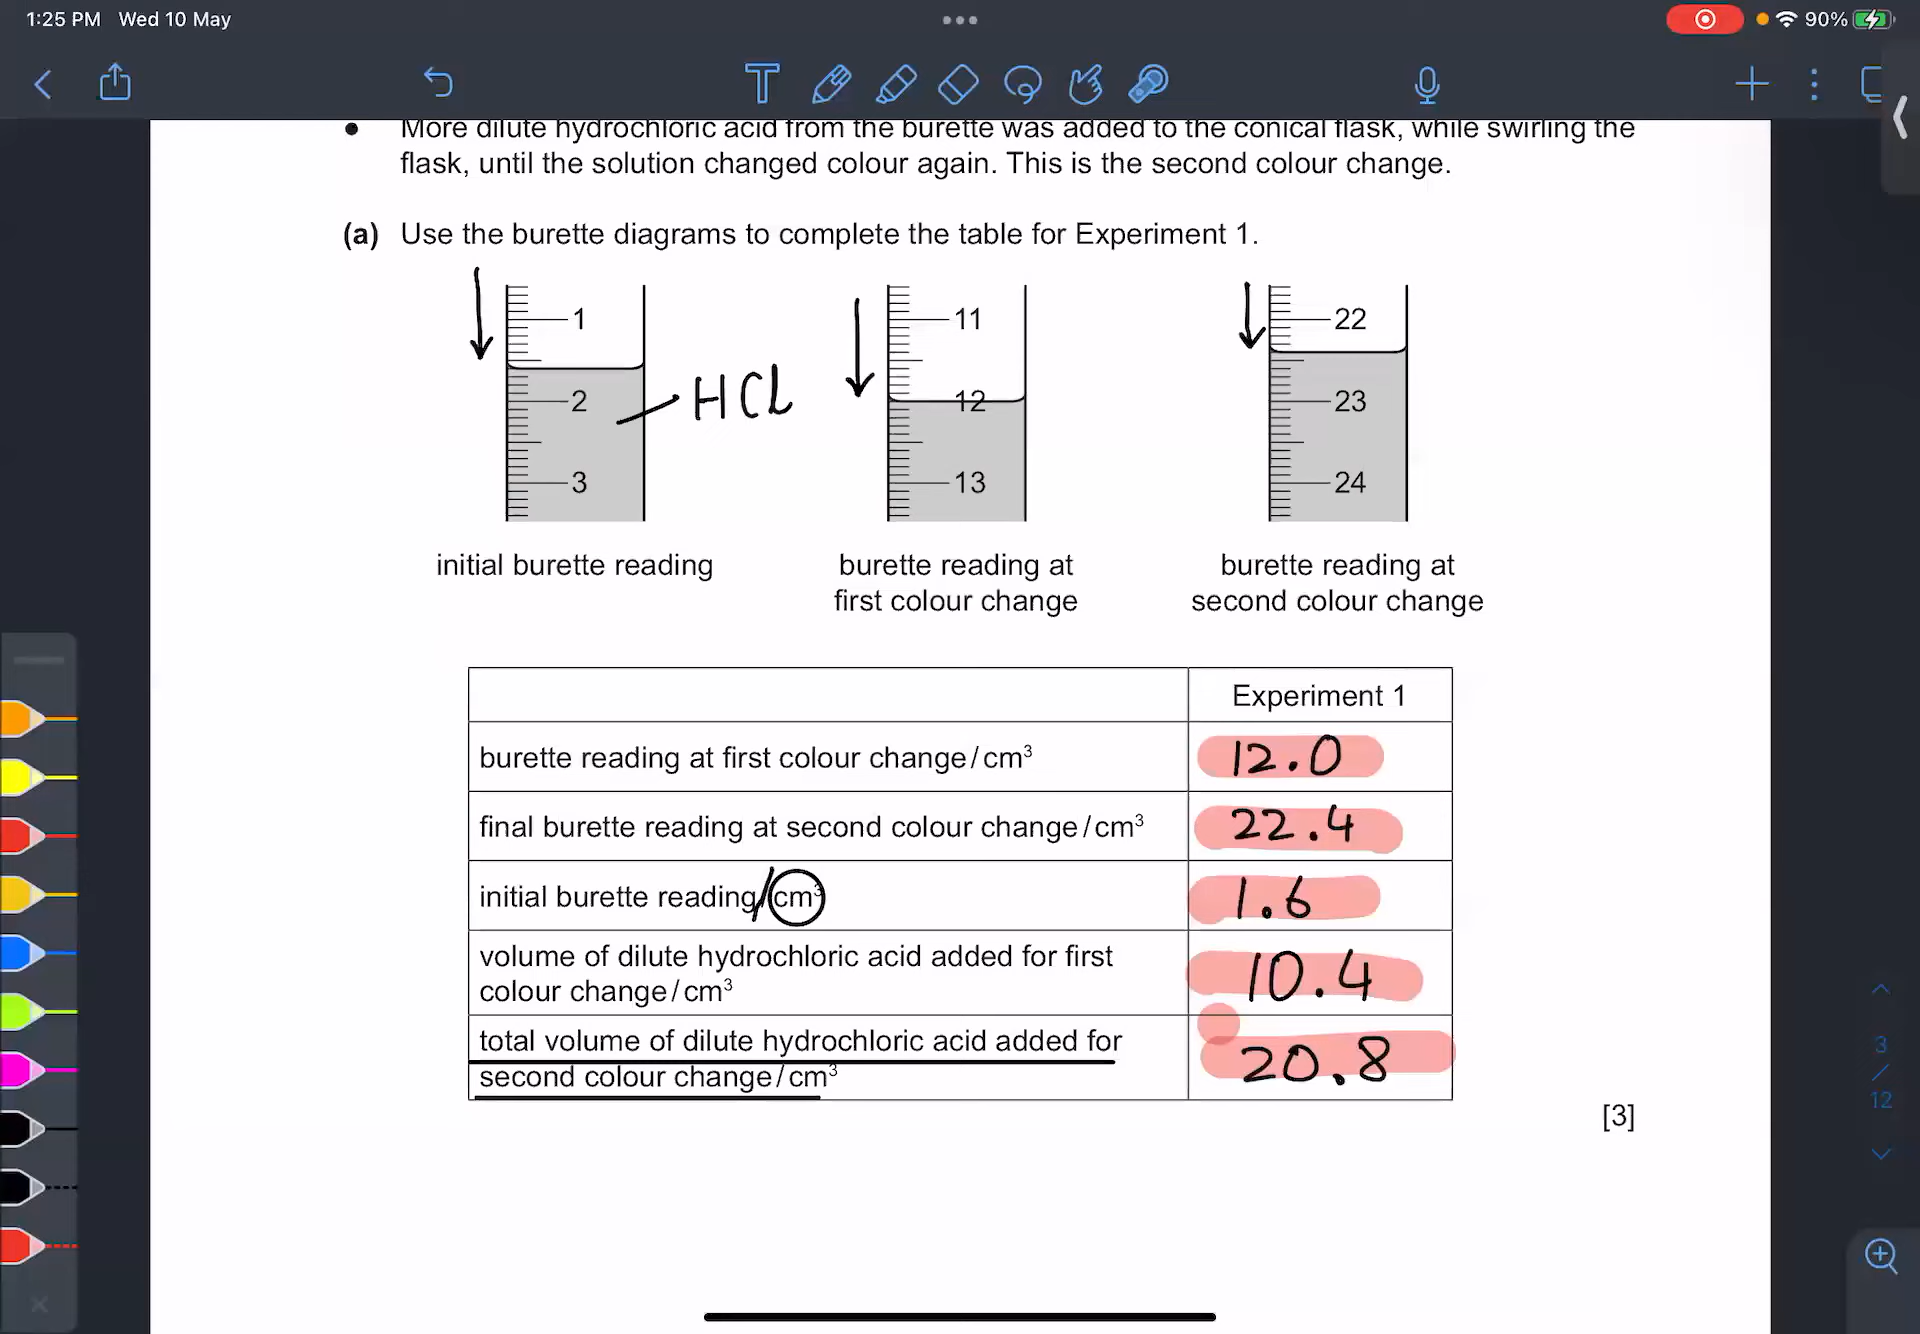 1:25 PM Wed 10 May
90%
• More dilute hydrochloric acid from the burette was added to the conical flask, while swirling the
flask, until the solution changed colour again. This is the second colour change.
(a) Use the burette diagrams to complete the table for Experiment 1.
1
2
3
HCl
11
12
13
22
23
24
initial burette reading
burette reading at
first colour change
burette reading at
second colour change
Experiment 1
burette reading at first colour change/cm³
12.0
final burette reading at second colour change/cm³
22.4
initial burette reading/cm³
1.6
volume of dilute hydrochloric acid added for first
colour change/cm³
10.4
total volume of dilute hydrochloric acid added for
second colour change/cm³
20.8
[3]
3
/
12